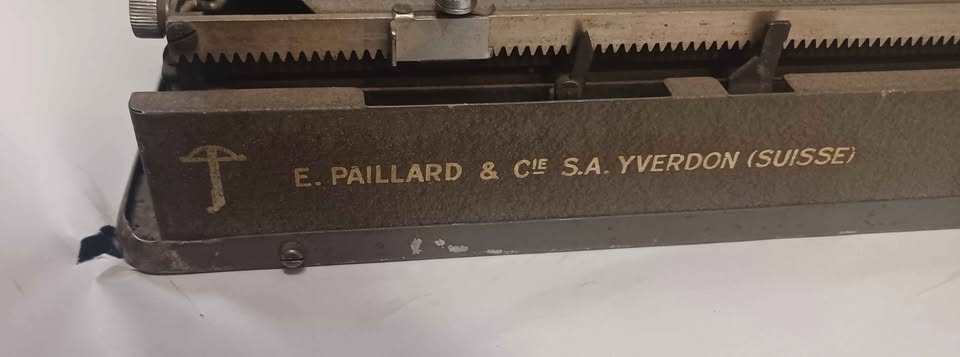 E. PAILLARD & CIE S.A. YVERDON (SUISSE)